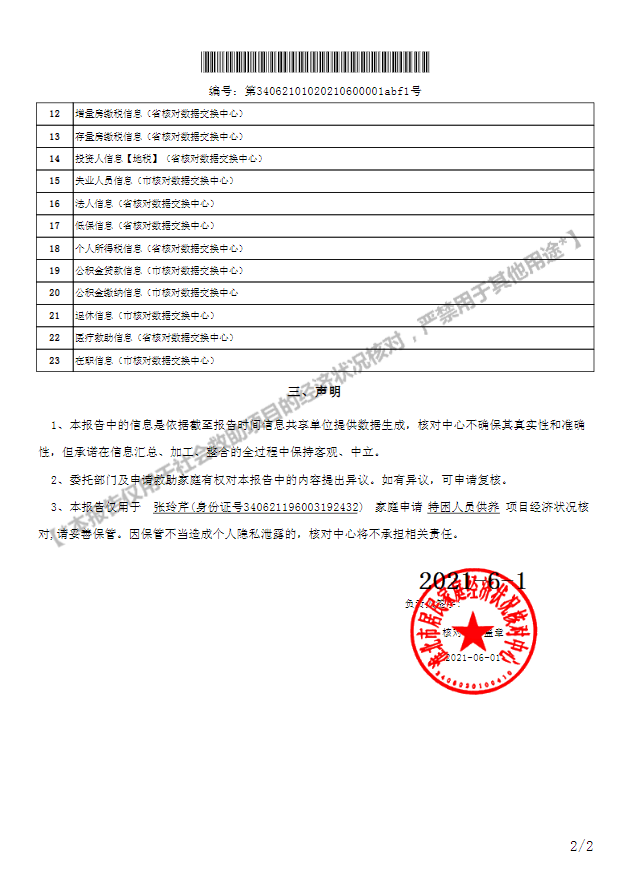 编号：第34062101020210600001abf1号
12 增量房缴税信息（省核对数据交换中心）
13 存量房缴税信息（省核对数据交换中心）
14 投资人信息【地税】（省核对数据交换中心）
15 失业人员信息（市核对数据交换中心）
16 法人信息（省核对数据交换中心）
17 低保信息（省核对数据交换中心）
18 个人所得税信息（省核对数据交换中心）
19 公积金贷款信息（市核对数据交换中心）
20 公积金缴纳信息（市核对数据交换中心
21 退休信息（市核对数据交换中心）
22 医疗救助信息（省核对数据交换中心）
23 在职信息（市核对数据交换中心）
三、声明
1、本报告中的信息是依据截至报告时间信息共享单位提供数据生成，核对中心不确保其真实性和准确
性，但承诺在信息汇总、加工、整合的全过程中保持客观、中立。
2、委托部门及申请救助家庭有权对本报告中的内容提出异议。如有异议，可申请复核。
3、本报告仅用于 张玲芹(身份证号340621196003192432) 家庭申请 特困人员供养 项目经济状况核
对,请妥善保管。因保管不当造成个人隐私泄露的，核对中心将不承担相关责任。
【*本报告仅用于社会救助项目的经济状况核对，严禁用于其他用途*】
2021-6-1
负责
核对 盖章
2021-06-01
淮北市居民家庭经济状况核对中心
3406030109410
2/2